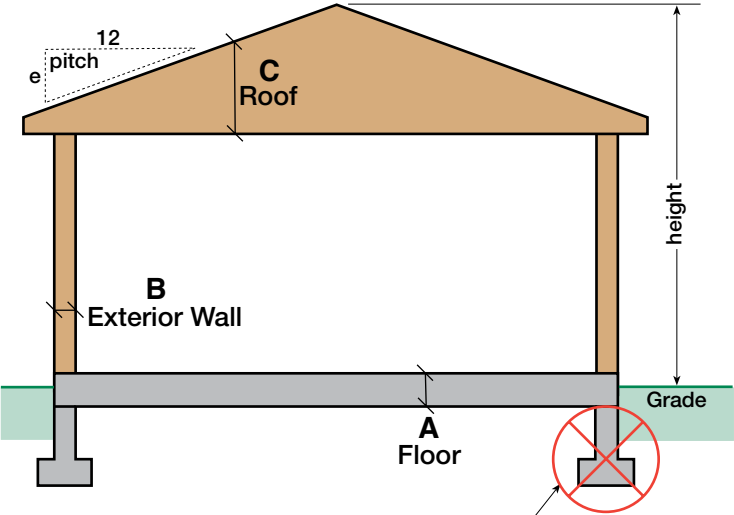 12
pitch
e
C
Roof
height
B
Exterior Wall
Grade
A
Floor